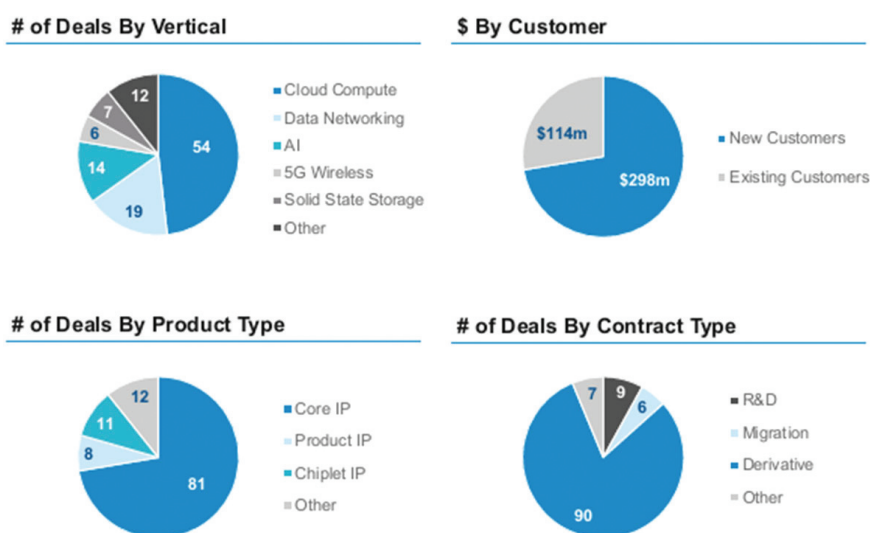 # of Deals By Vertical
12
7
6
54
14
19
Cloud Compute
Data Networking
AI
5G Wireless
Solid State Storage
Other
$ By Customer
$114m
$298m
New Customers
Existing Customers
# of Deals By Product Type
12
11
8
81
Core IP
Product IP
Chiplet IP
Other
# of Deals By Contract Type
7
9
6
90
R&D
Migration
Derivative
Other